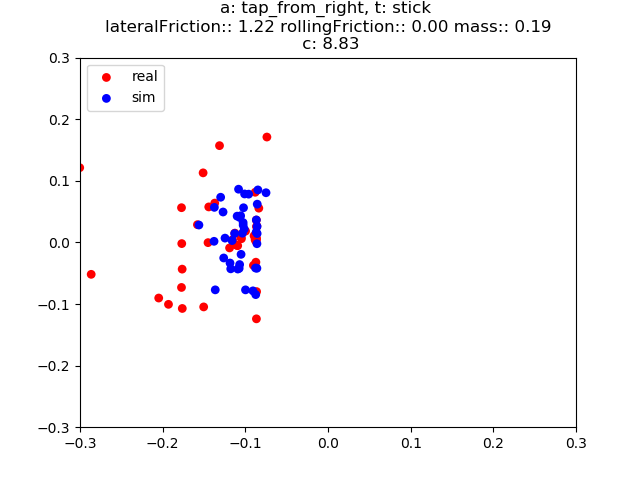 a: tap_from_right, t: stick
lateralFriction:: 1.22 rollingFriction:: 0.00 mass:: 0.19
c: 8.83
real
sim
0.3
0.2
0.1
0.0
−0.1
−0.2
−0.3
−0.3
−0.2
−0.1
0.0
0.1
0.2
0.3